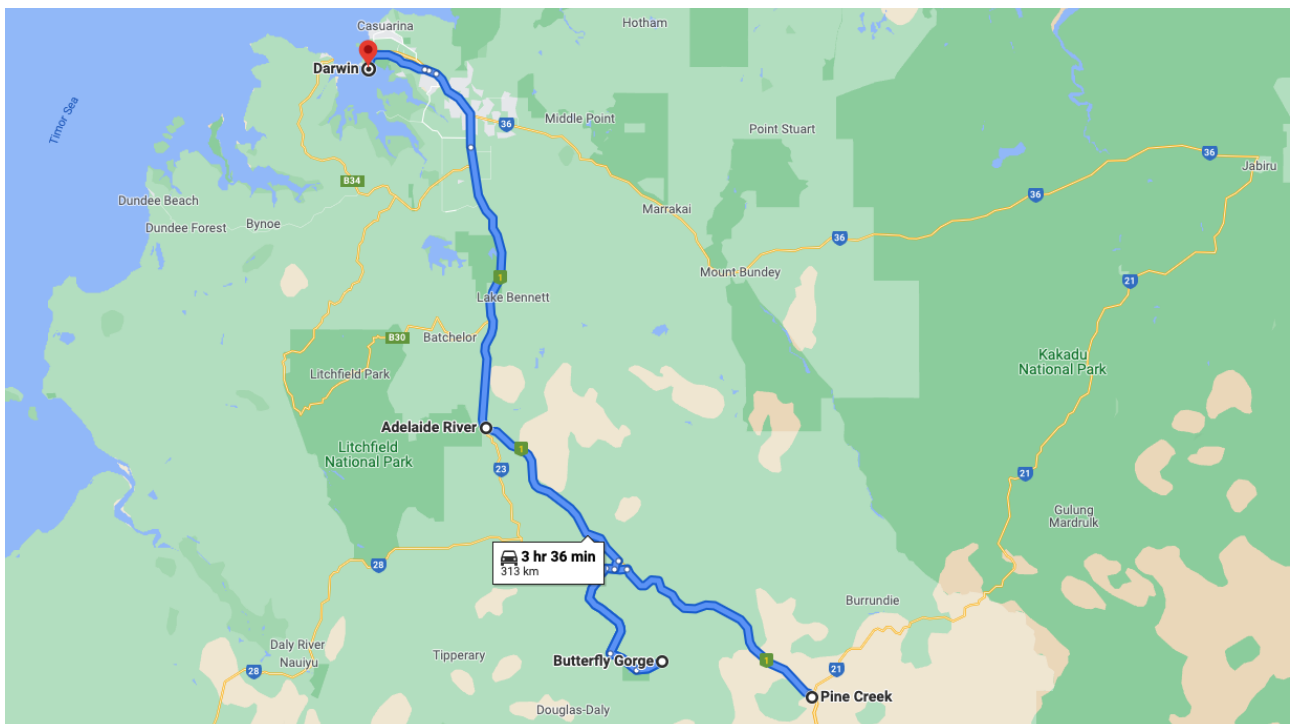 Casuarina
Hotham
Darwin
Timor Sea
36
Middle Point
Point Stuart
36
Jabiru
B34
Dundee Beach
Dundee Forest
Bynoe
Marrakai
36
36
Mount Bundey
1
21
Lake Bennett
Batchelor
B30
Litchfield Park
Kakadu
National Park
Adelaide River
1
Litchfield
National Park
23
21
Gulung
Mardrulk
3 hr 36 min
313 km
28
Burrundie
Daly River
Nauiyu
Tipperary
Butterfly Gorge
28
1
21
Pine Creek
Douglas-Daly